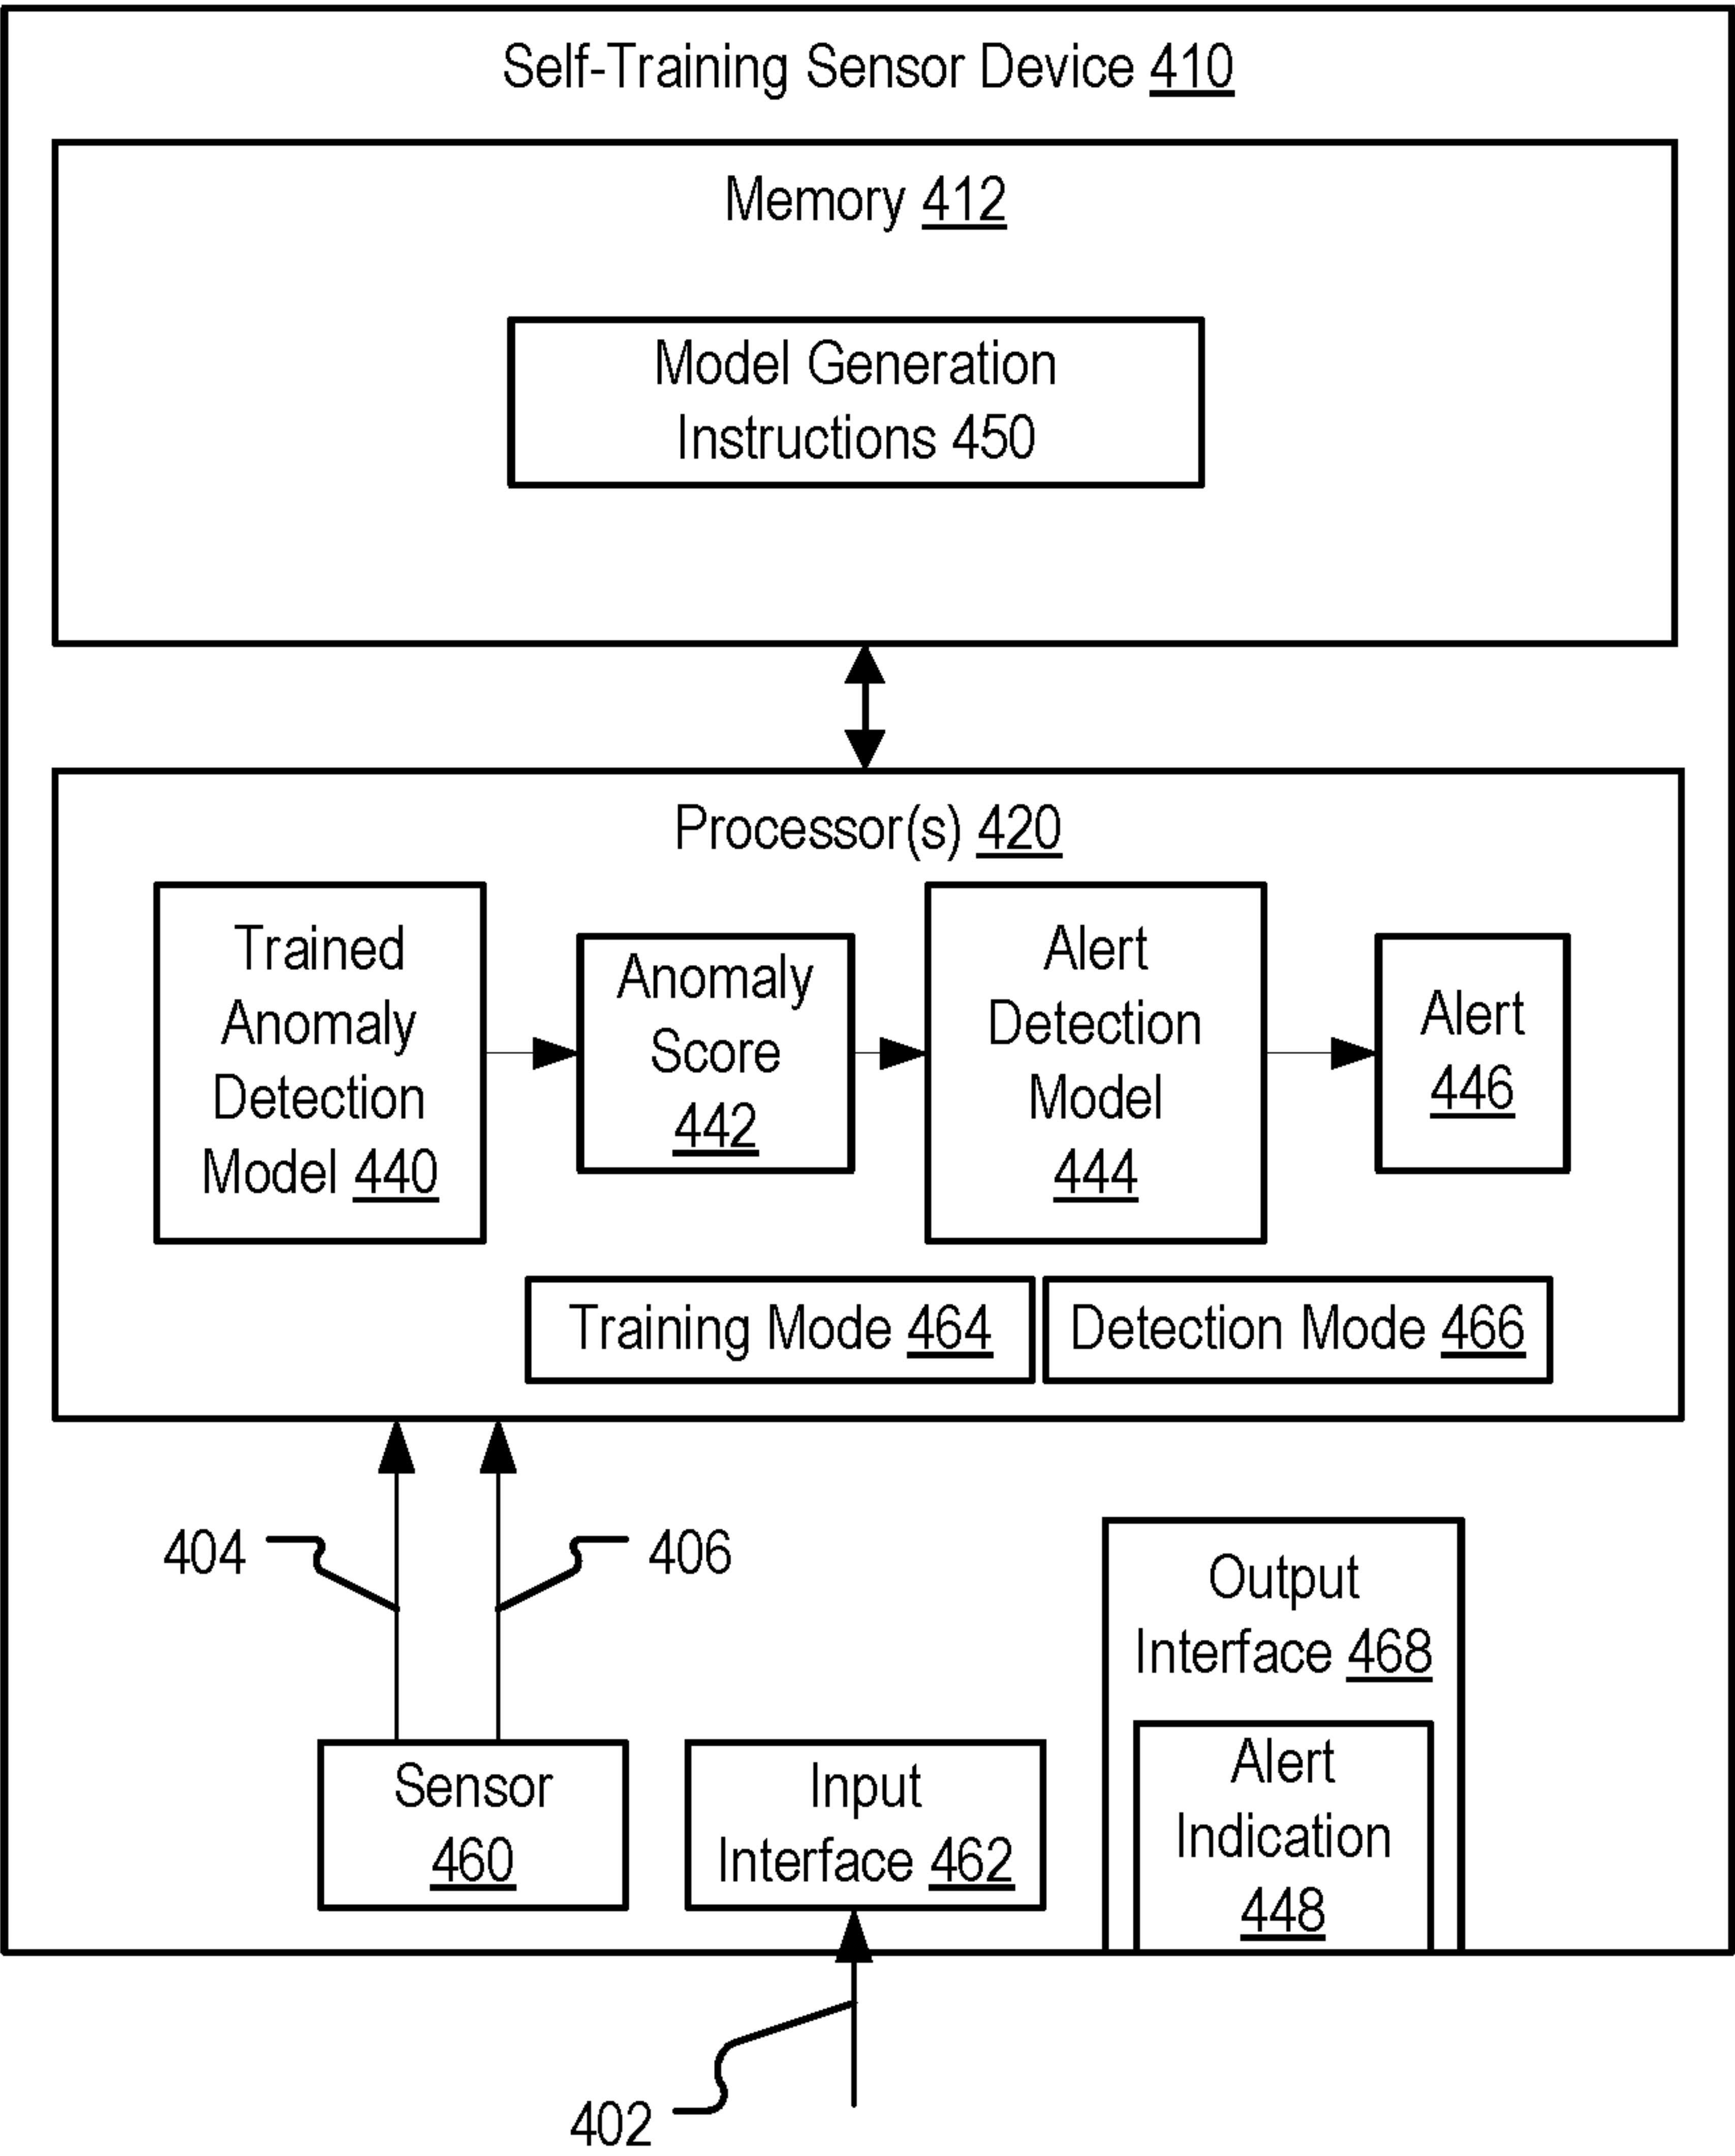 Self-Training Sensor Device 410
Memory 412
Model Generation
Instructions 450
Processor(s) 420
Trained
Anomaly
Detection
Model 440
Anomaly
Score
442
Alert
Detection
Model
444
Alert
446
Training Mode 464
Detection Mode 466
404
406
Sensor
460
Input
Interface 462
Output
Interface 468
Alert
Indication
448
402